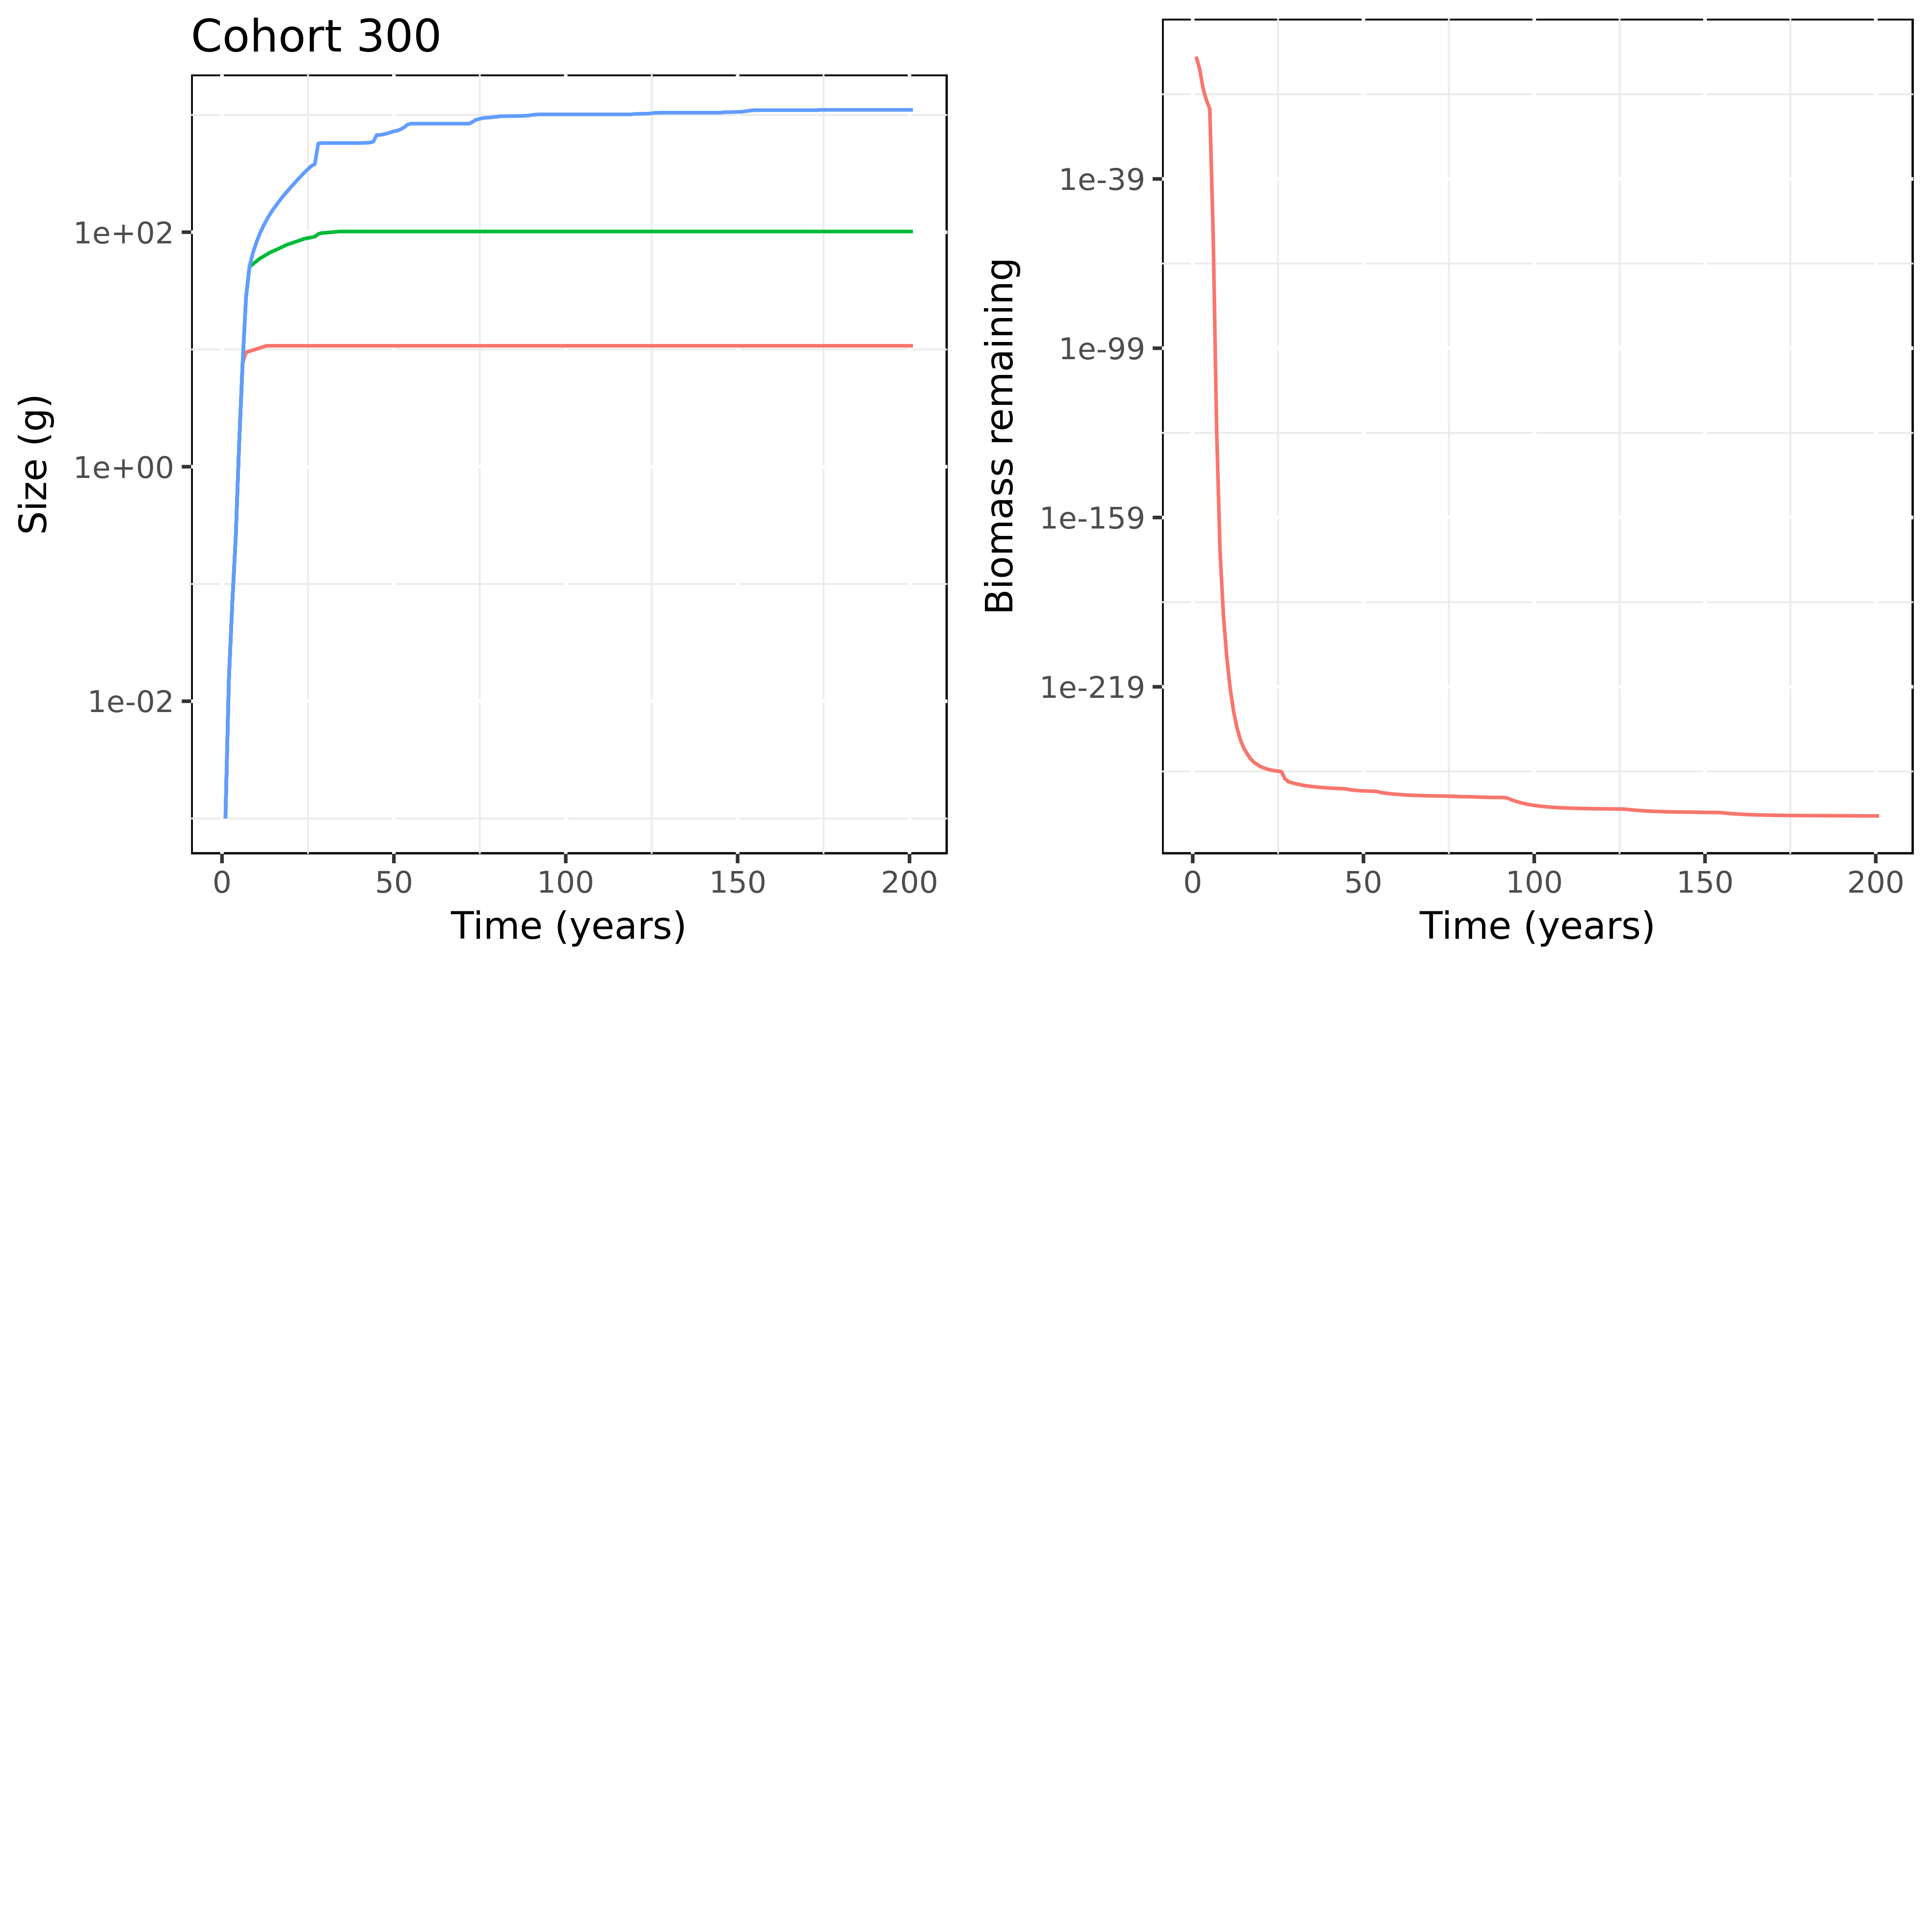 Cohort 300
Size (g)
1e+02
1e+00
1e-02
0 50 100 150 200
Time (years)
Biomass remaining
1e-39
1e-99
1e-159
1e-219
0 50 100 150 200
Time (years)